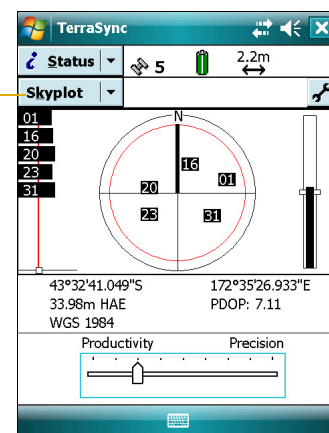 TerraSync
Status 5 2.2m
Skyplot
01
16
20
23
31
N
16
01
20
23
31
43°32'41.049"S 172°35'26.933"E
33.98m HAE PDOP: 7.11
WGS 1984
Productivity Precision